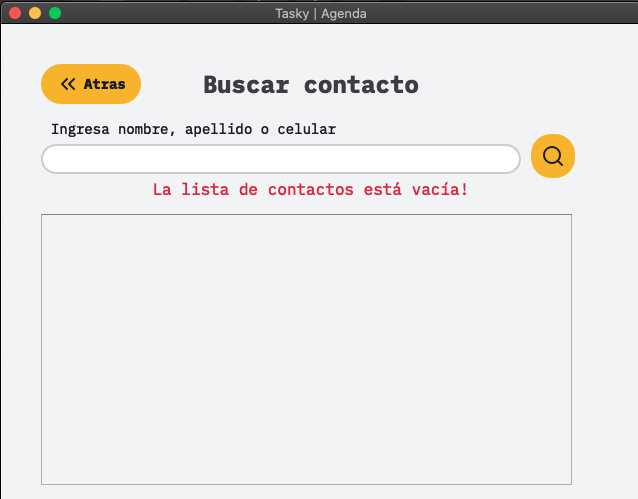 Tasky | Agenda
Atras
Buscar contacto
Ingresa nombre, apellido o celular
La lista de contactos está vacía!